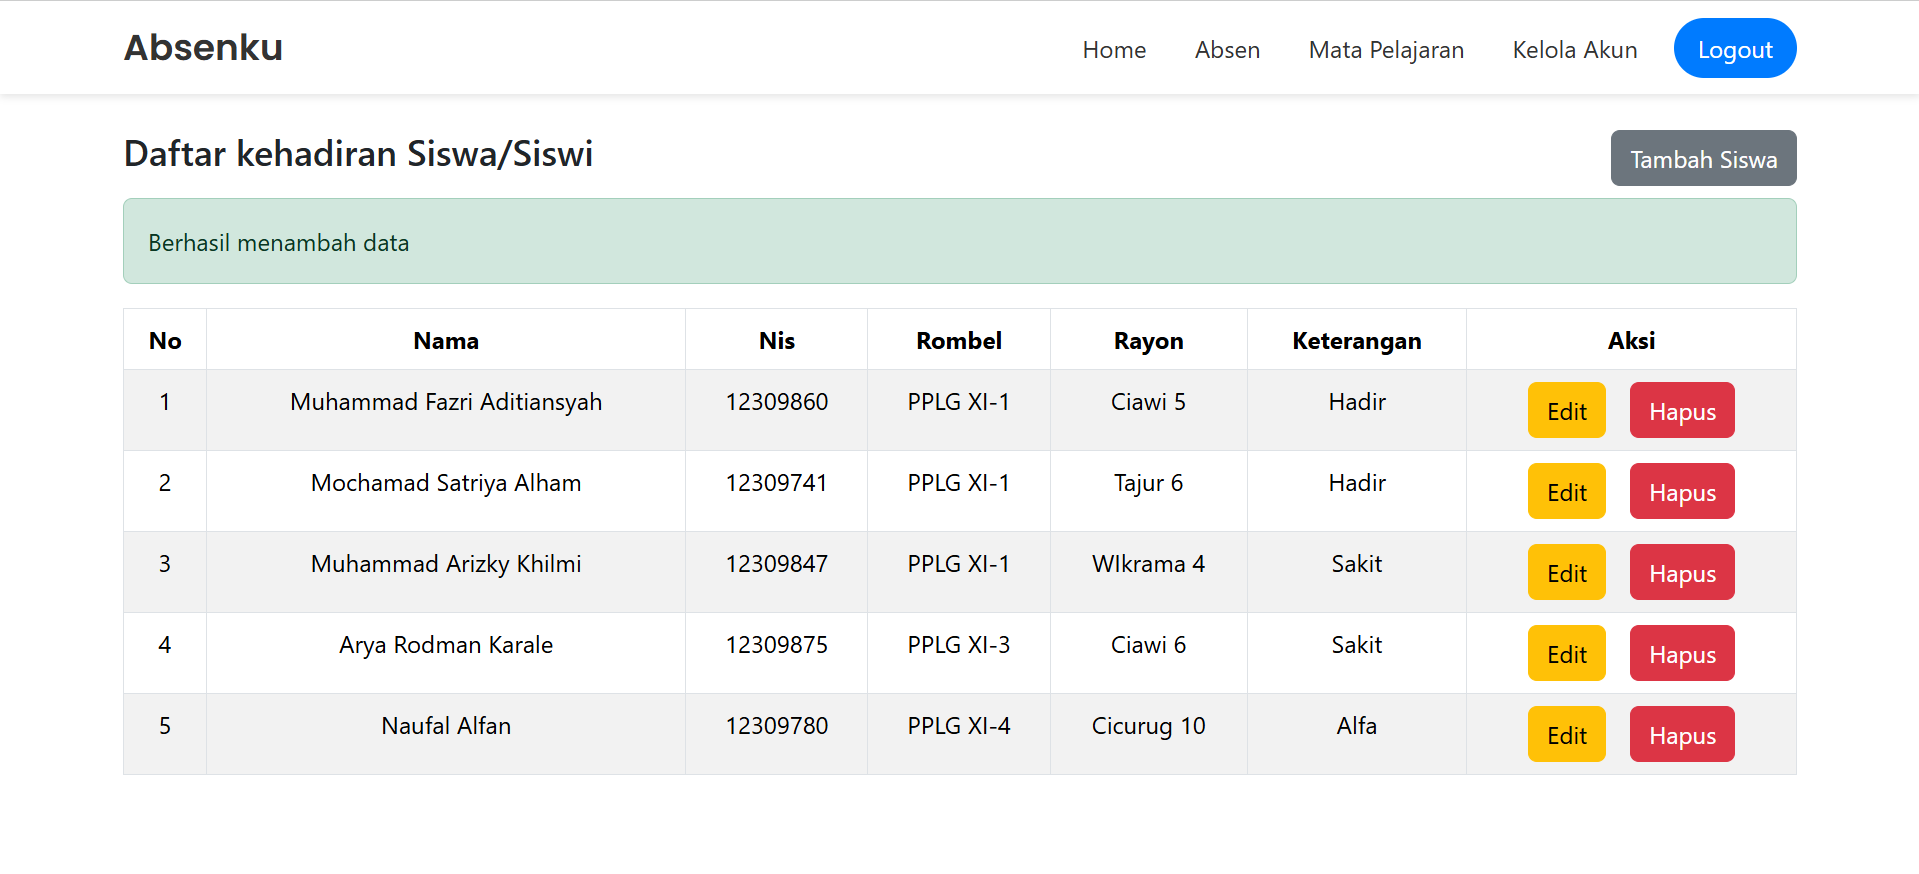 Absenku Home Absen Mata Pelajaran Kelola Akun Logout
Daftar kehadiran Siswa/Siswi Tambah Siswa
Berhasil menambah data
No Nama Nis Rombel Rayon Keterangan Aksi
1 Muhammad Fazri Aditiansyah 12309860 PPLG XI-1 Ciawi 5 Hadir Edit Hapus
2 Mochamad Satriya Alham 12309741 PPLG XI-1 Tajur 6 Hadir Edit Hapus
3 Muhammad Arizky Khilmi 12309847 PPLG XI-1 WIkrama 4 Sakit Edit Hapus
4 Arya Rodman Karale 12309875 PPLG XI-3 Ciawi 6 Sakit Edit Hapus
5 Naufal Alfan 12309780 PPLG XI-4 Cicurug 10 Alfa Edit Hapus